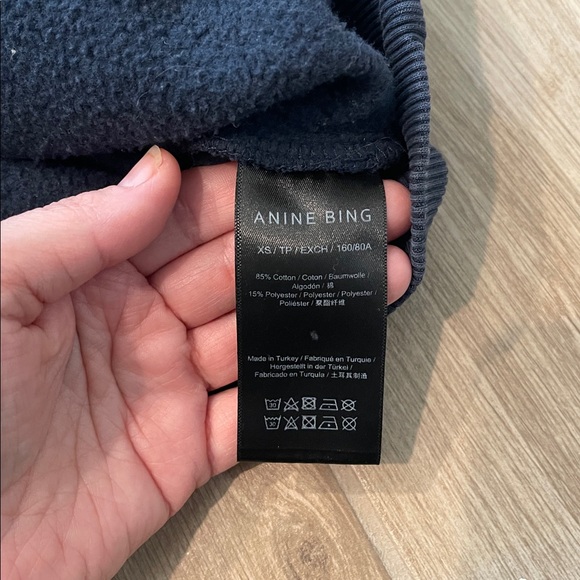 ANINE BING
XS / TP / EXCH / 160/80A
85% Cotton / Coton / Baumwolle /
Algodón / 棉
15% Polyester / Polyester / Polyester /
Poliéster / 聚酯纤维
Made in Turkey / Fabriqué en Turquie /
Hergestellt in der Türkei /
Fabricado en Turquía / 土耳其制造
30
30